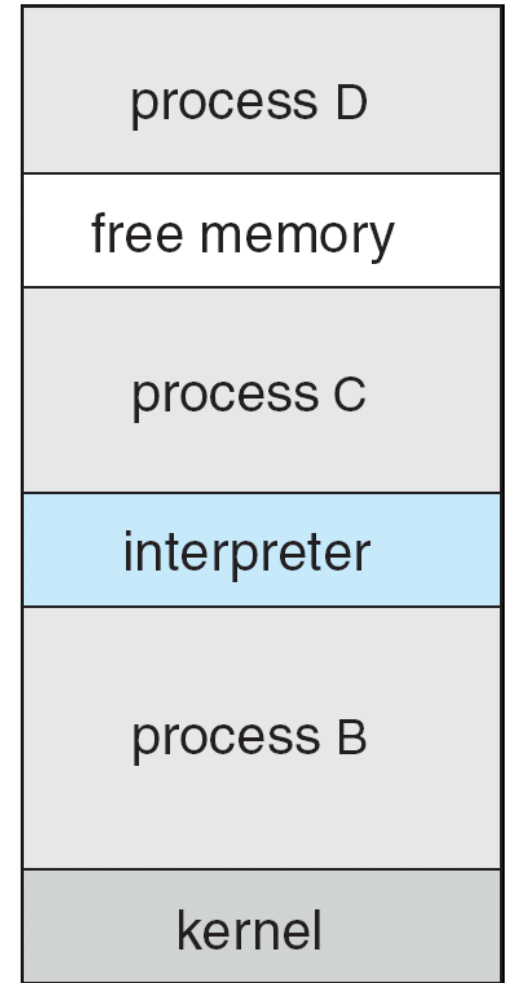 process D
free memory
process C
interpreter
process B
kernel